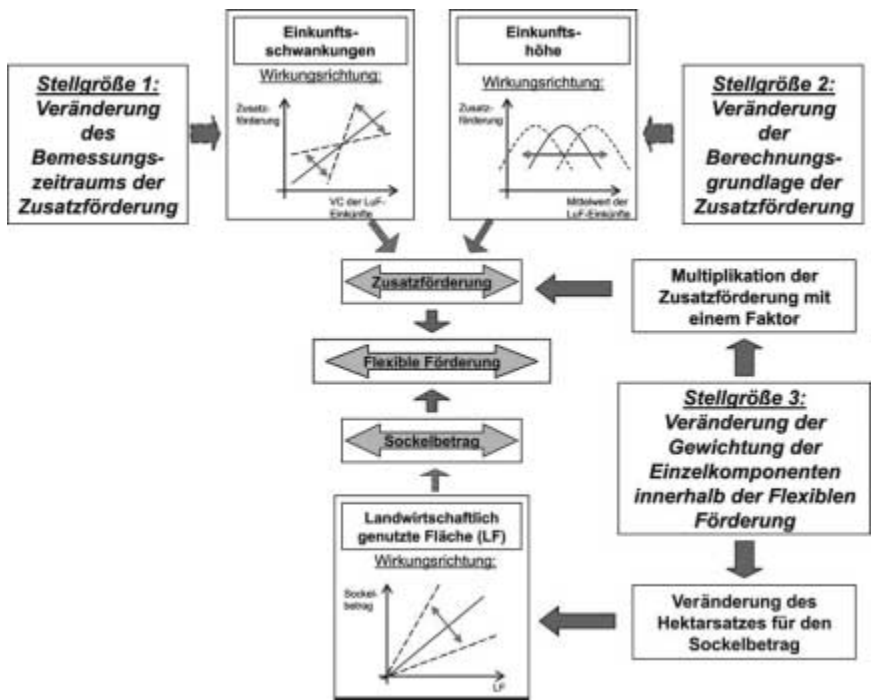 Stellgröße 1:
Veränderung
des
Bemessungs-
zeitraums der
Zusatzförderung
Einkunfts-
schwankungen
Wirkungsrichtung:
Zusatz-
förderung
VC der LuF-
Einkünfte
Einkunfts-
höhe
Wirkungsrichtung:
Zusatz-
förderung
Mittelwert der
LuF-Einkünfte
Stellgröße 2:
Veränderung
der
Berechnungs-
grundlage der
Zusatzförderung
Zusatzförderung
Multiplikation der
Zusatzförderung mit
einem Faktor
Flexible Förderung
Sockelbetrag
Stellgröße 3:
Veränderung der
Gewichtung der
Einzelkomponenten
innerhalb der Flexiblen
Förderung
Landwirtschaftlich
genutzte Fläche (LF)
Wirkungsrichtung:
Sockel-
betrag
LF
Veränderung des
Hektarsatzes für den
Sockelbetrag